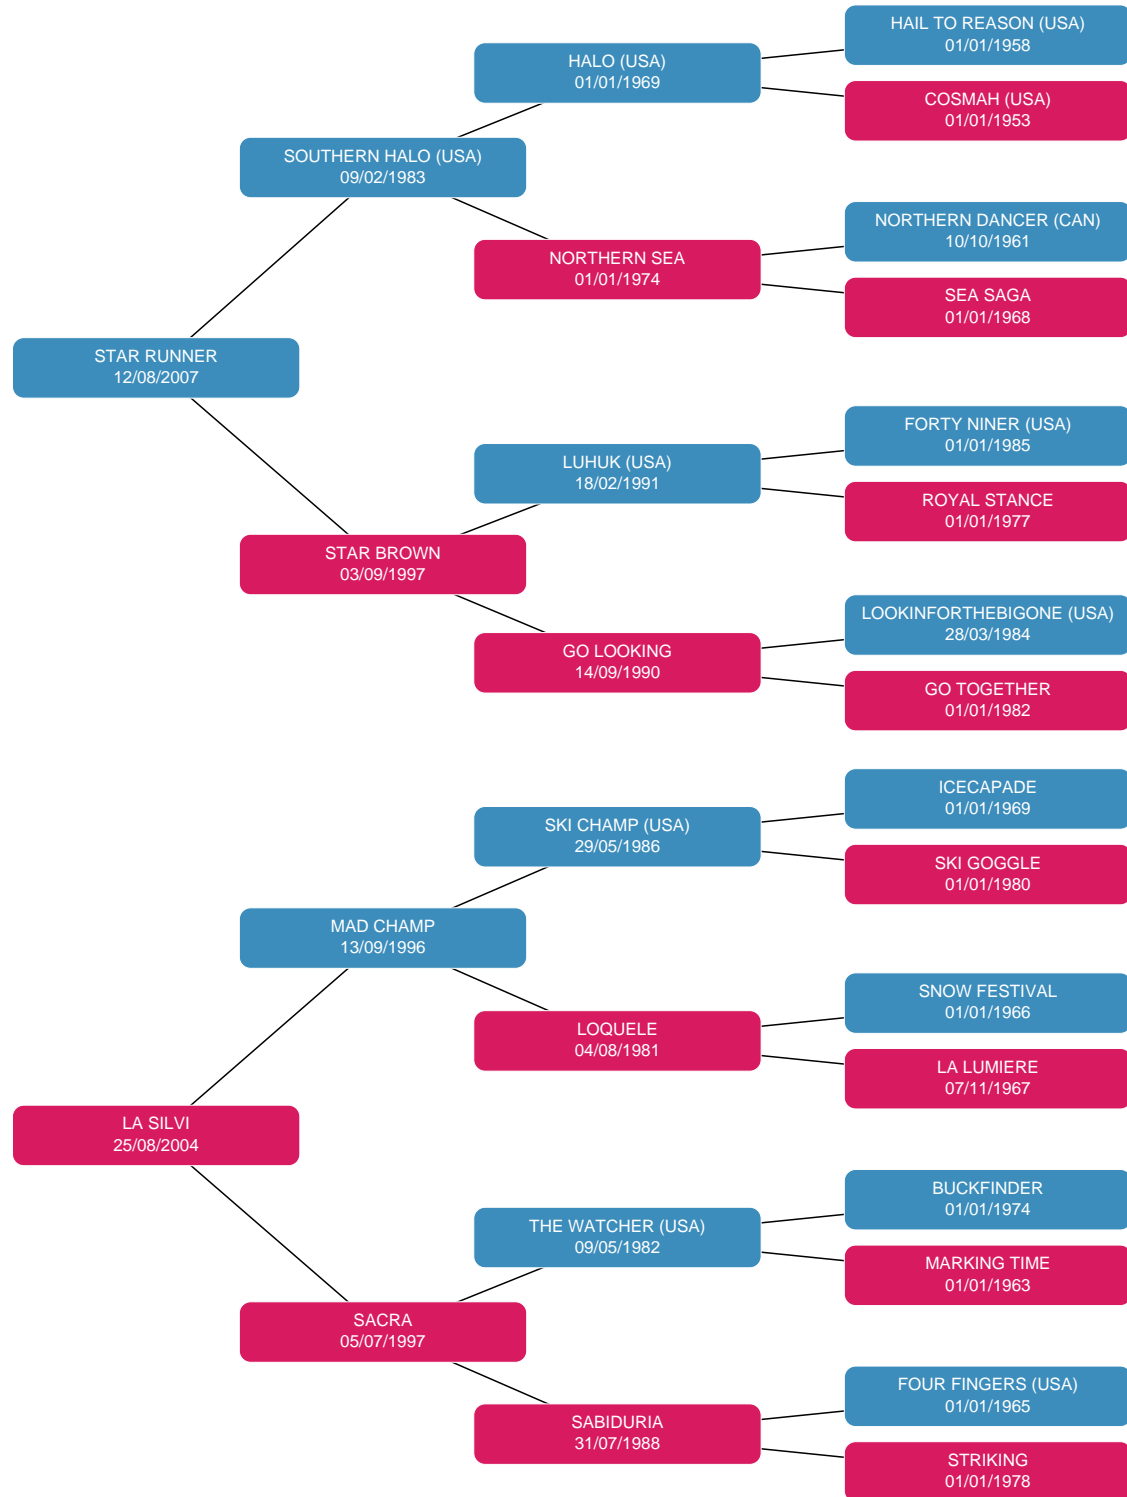 HAIL TO REASON (USA)
01/01/1958
HALO (USA)
01/01/1969
COSMAH (USA)
01/01/1953
SOUTHERN HALO (USA)
09/02/1983
NORTHERN DANCER (CAN)
10/10/1961
NORTHERN SEA
01/01/1974
SEA SAGA
01/01/1968
STAR RUNNER
12/08/2007
FORTY NINER (USA)
01/01/1985
LUHUK (USA)
18/02/1991
ROYAL STANCE
01/01/1977
STAR BROWN
03/09/1997
LOOKINFORTHEBIGONE (USA)
28/03/1984
GO LOOKING
14/09/1990
GO TOGETHER
01/01/1982
ICECAPADE
01/01/1969
SKI CHAMP (USA)
29/05/1986
SKI GOGGLE
01/01/1980
MAD CHAMP
13/09/1996
SNOW FESTIVAL
01/01/1966
LOQUELE
04/08/1981
LA LUMIERE
07/11/1967
LA SILVI
25/08/2004
BUCKFINDER
01/01/1974
THE WATCHER (USA)
09/05/1982
MARKING TIME
01/01/1963
SACRA
05/07/1997
FOUR FINGERS (USA)
01/01/1965
SABIDURIA
31/07/1988
STRIKING
01/01/1978